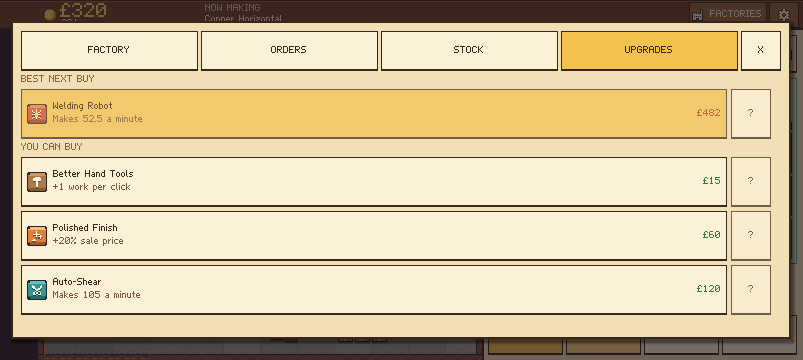 £320
NOW MAKING
Copper Horizontal
FACTORIES
FACTORY
ORDERS
STOCK
UPGRADES
X
BEST NEXT BUY
Welding Robot
Makes 52.5 a minute
£482
?
YOU CAN BUY
Better Hand Tools
+1 work per click
£15
?
Polished Finish
+20% sale price
£60
?
Auto-Shear
Makes 105 a minute
£120
?